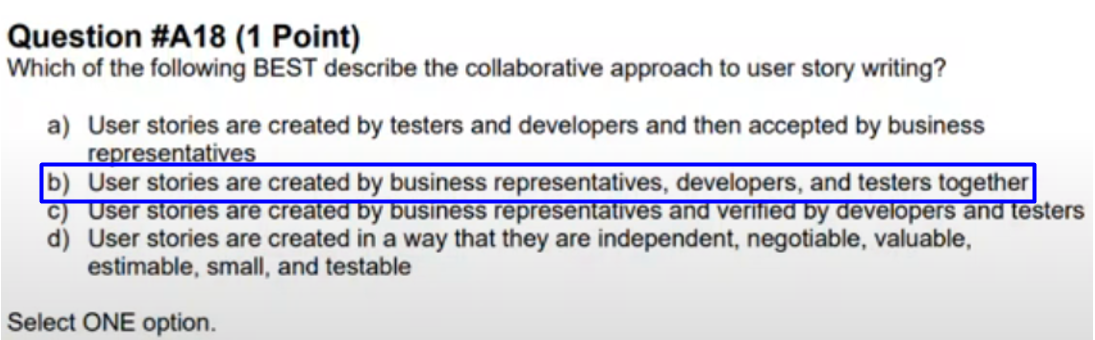 Question #A18 (1 Point)
Which of the following BEST describe the collaborative approach to user story writing?
a) User stories are created by testers and developers and then accepted by business
representatives
b) User stories are created by business representatives, developers, and testers together
c) User stories are created by business representatives and verified by developers and testers
d) User stories are created in a way that they are independent, negotiable, valuable,
estimable, small, and testable
Select ONE option.